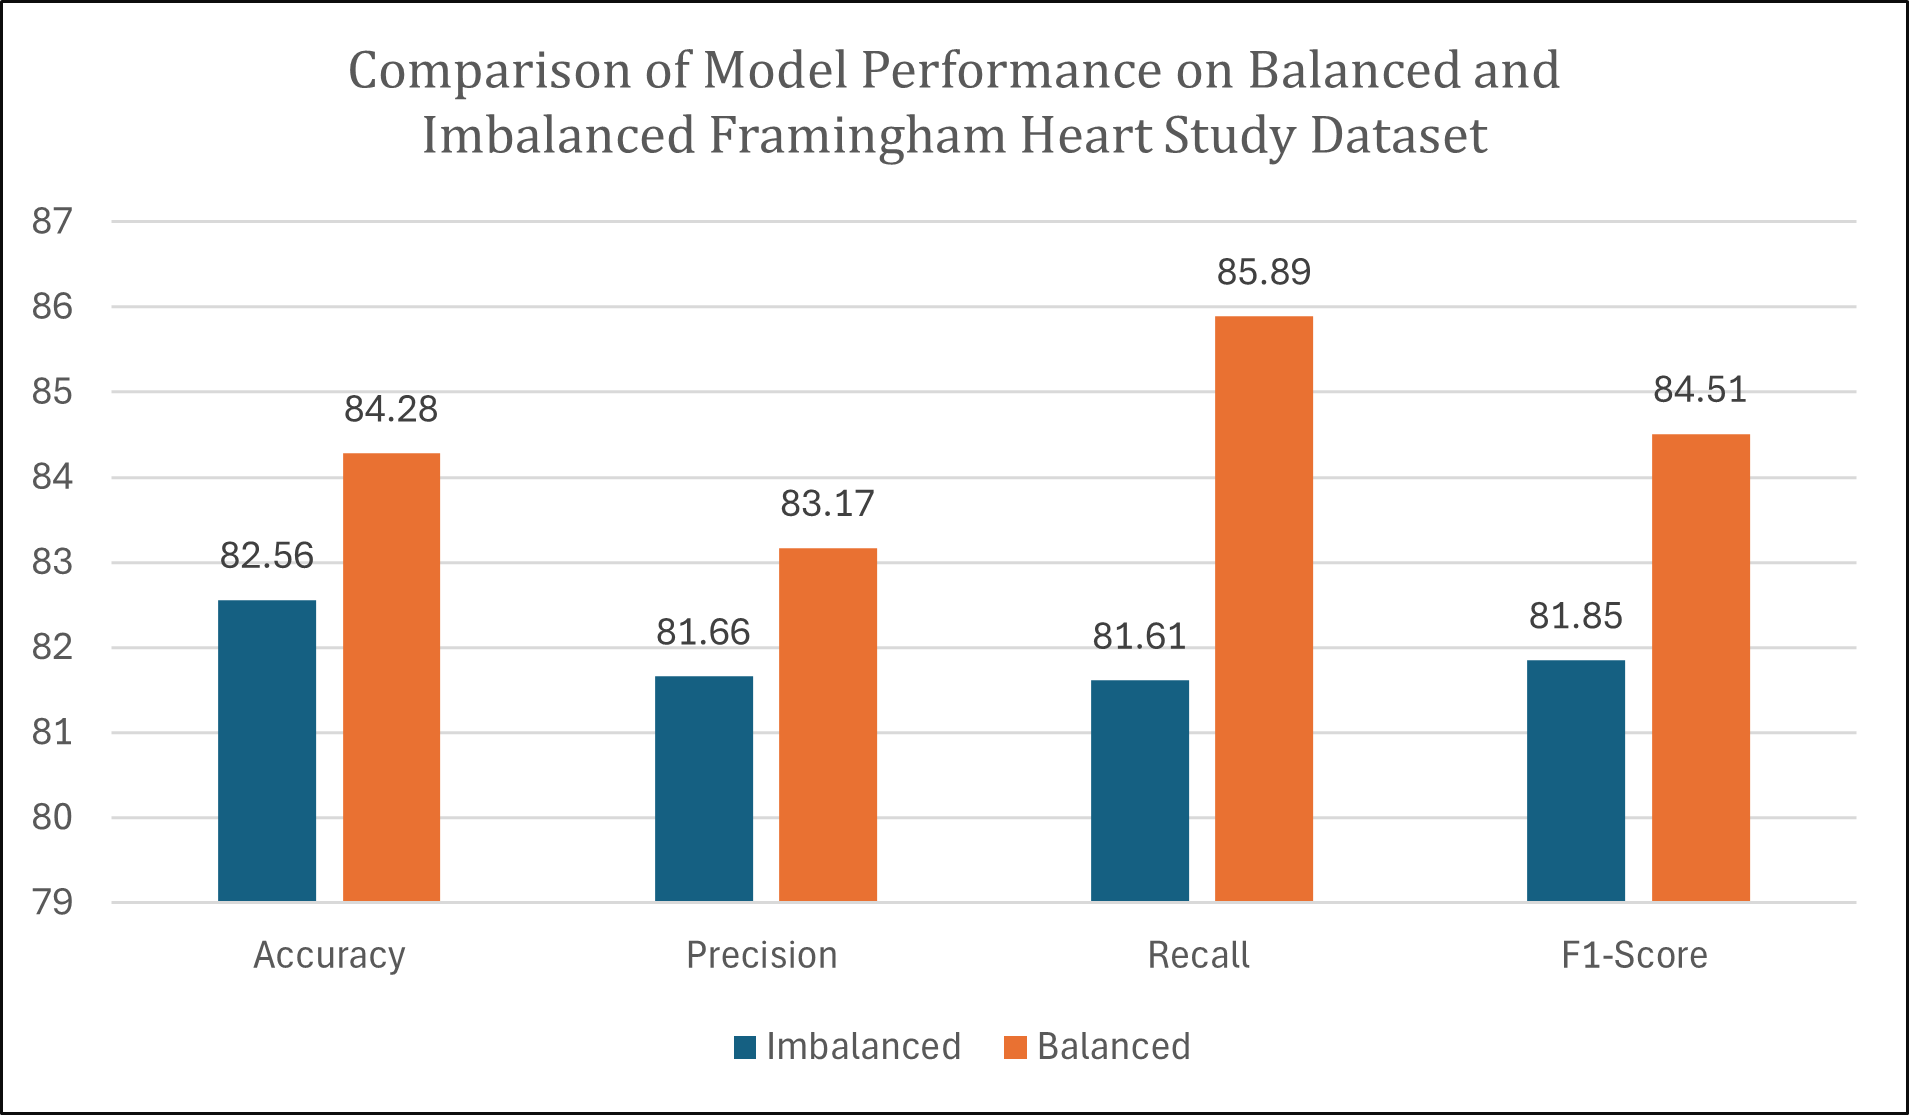 Comparison of Model Performance on Balanced and
Imbalanced Framingham Heart Study Dataset
87
86
85
84
83
82
81
80
79
82.56
84.28
81.66
83.17
81.61
85.89
81.85
84.51
Accuracy
Precision
Recall
F1-Score
Imbalanced
Balanced